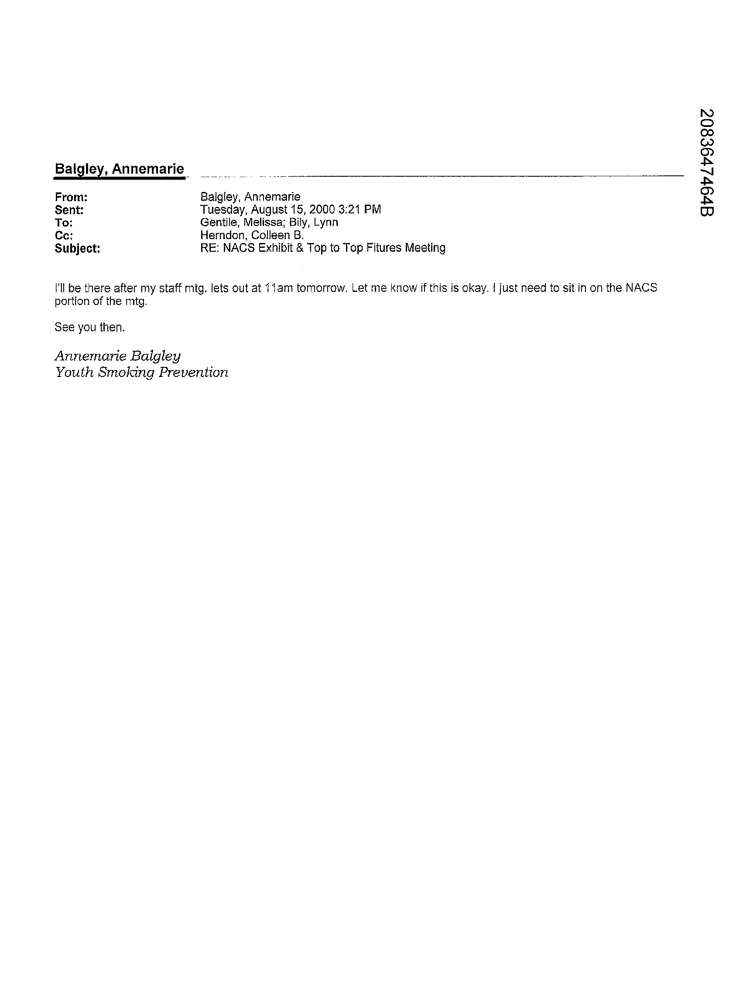 2083647464B
Balgley, Annemarie
From: Balgley, Annemarie
Sent: Tuesday, August 15, 2000 3:21 PM
To: Gentile, Melissa; Bily, Lynn
Cc: Herndon, Colleen B.
Subject: RE: NACS Exhibit & Top to Top Fitures Meeting
I'll be there after my staff mtg. lets out at 11am tomorrow. Let me know if this is okay. I just need to sit in on the NACS
portion of the mtg.
See you then.
Annemarie Balgley
Youth Smoking Prevention